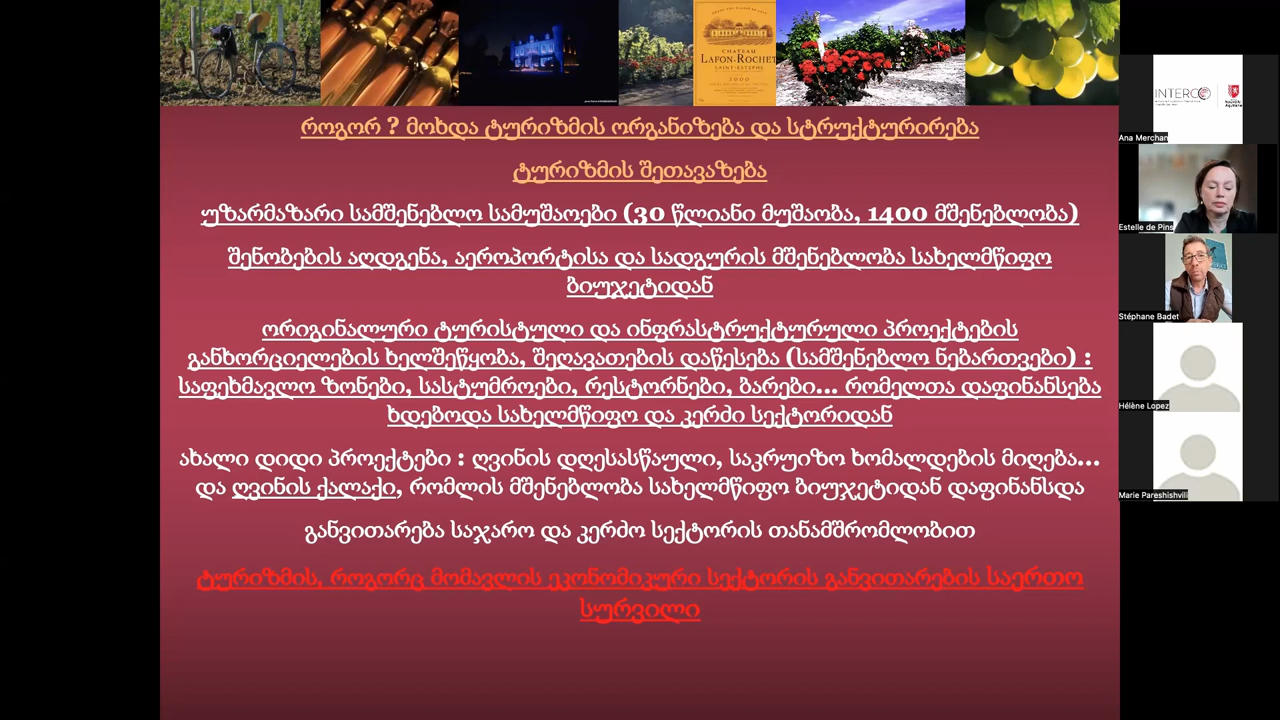 CHATEAU
LAFON-ROCHET
SAINT-ESTEPHE
2000
როგორ ? მოხდა ტურიზმის ორგანიზება და სტრუქტურირება
ტურიზმის შეთავაზება
უზარმაზარი სამშენებლო სამუშაოები (30 წლიანი მუშაობა, 1400 მშენებლობა)
შენობების აღდგენა, აეროპორტისა და სადგურის მშენებლობა სახელმწიფო
ბიუჯეტიდან
ორიგინალური ტურისტული და ინფრასტრუქტურული პროექტების
განხორციელების ხელშეწყობა, შეღავათების დაწესება (სამშენებლო ნებართვები) :
საფეხმავლო ზონები, სასტუმროები, რესტორნები, ბარები... რომელთა დაფინანსება
ხდებოდა სახელმწიფო და კერძი სექტორიდან
ახალი დიდი პროექტები : ღვინის დღესასწაული, საკრუიზო ხომალდების მიღება...
და ღვინის ქალაქი, რომლის მშენებლობა სახელმწიფო ბიუჯეტიდან დაფინანსდა
განვითარება საჯარო და კერძო სექტორის თანამშრომლობით
ტურიზმის, როგორც მომავლის ეკონომიკური სექტორის განვითარების საერთო
სურვილი
INTERCO
Ana Merchan
Estelle de Pins
Stéphane Badet
Hélène Lopez
Marie Pareshishvili